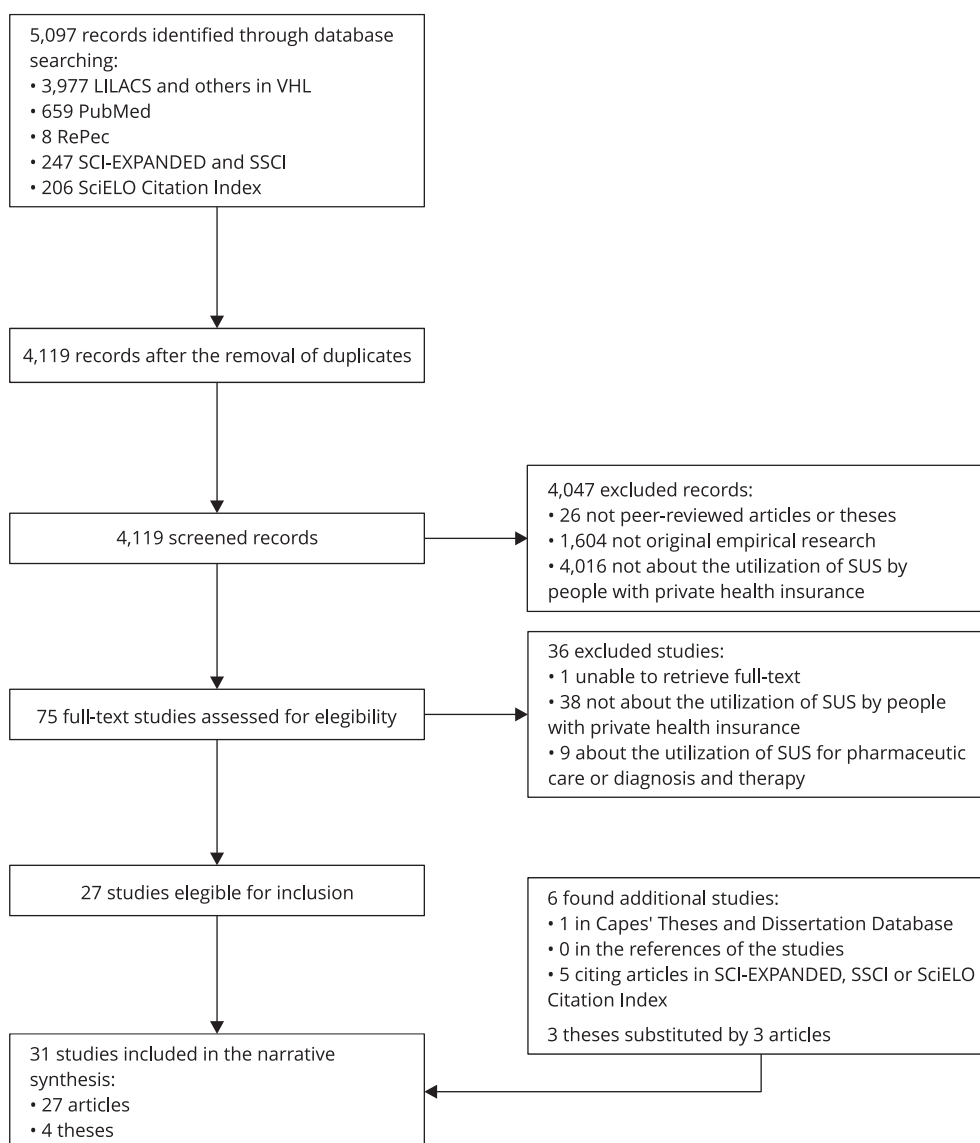 5,097 records identified through database
searching:
• 3,977 LILACS and others in VHL
• 659 PubMed
• 8 RePec
• 247 SCI-EXPANDED and SSCI
• 206 SciELO Citation Index
4,119 records after the removal of duplicates
4,119 screened records
4,047 excluded records:
• 26 not peer-reviewed articles or theses
• 1,604 not original empirical research
• 4,016 not about the utilization of SUS by
people with private health insurance
75 full-text studies assessed for elegibility
36 excluded studies:
• 1 unable to retrieve full-text
• 38 not about the utilization of SUS by people
with private health insurance
• 9 about the utilization of SUS for pharmaceutic
care or diagnosis and therapy
27 studies elegible for inclusion
6 found additional studies:
• 1 in Capes' Theses and Dissertation Database
• 0 in the references of the studies
• 5 citing articles in SCI-EXPANDED, SSCI or SciELO
Citation Index
3 theses substituted by 3 articles
31 studies included in the narrative
synthesis:
• 27 articles
• 4 theses